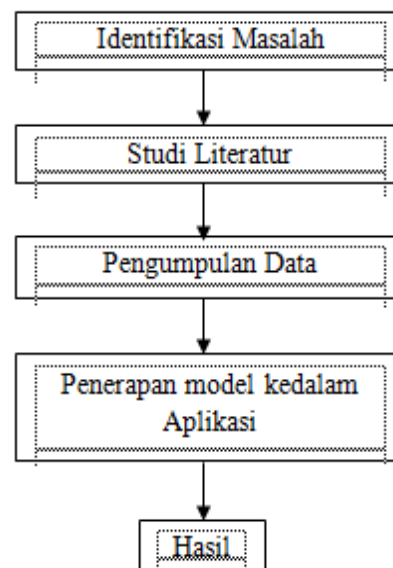 Identifikasi Masalah
Studi Literatur
Pengumpulan Data
Penerapan model kedalam
Aplikasi
Hasil